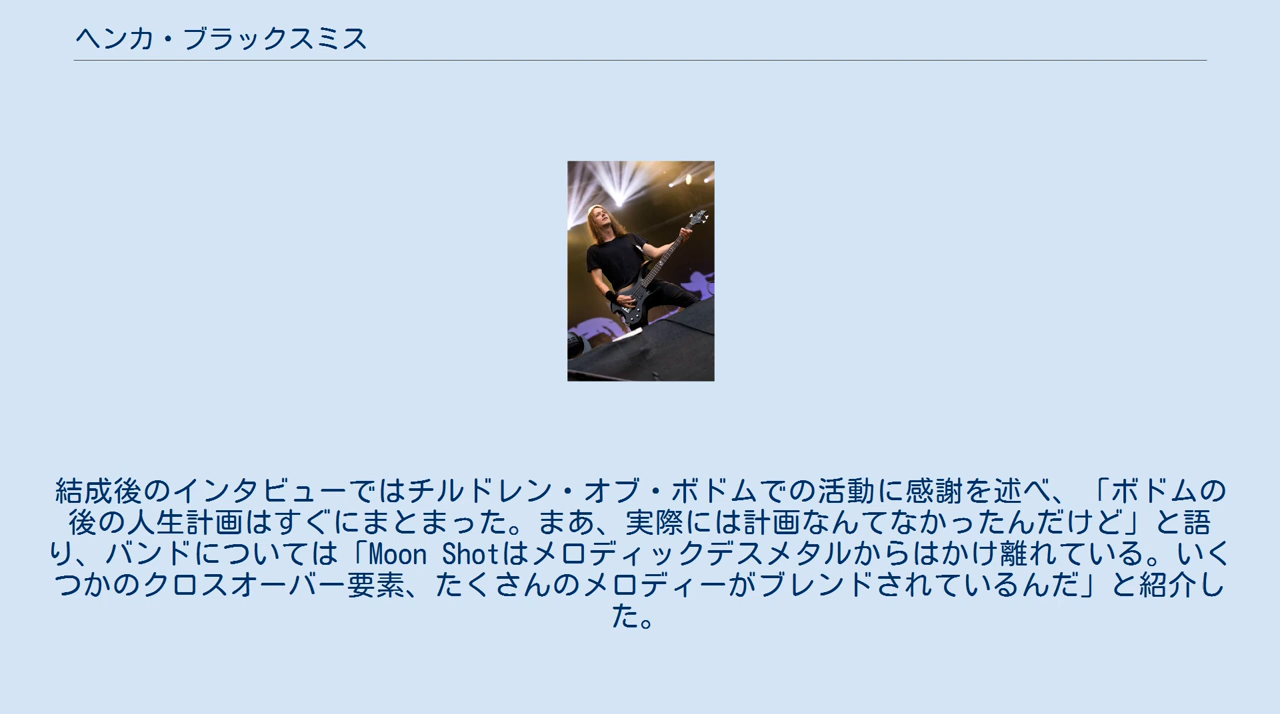 ヘンカ・ブラックスミス
結成後のインタビューではチルドレン・オブ・ボドムでの活動に感謝を述べ、「ボドムの
後の人生計画はすぐにまとまった。まあ、実際には計画なんてなかったんだけど」と語
り、バンドについては「Moon Shotはメロディックデスメタルからはかけ離れている。いく
つかのクロスオーバー要素、たくさんのメロディーがブレンドされているんだ」と紹介し
た。